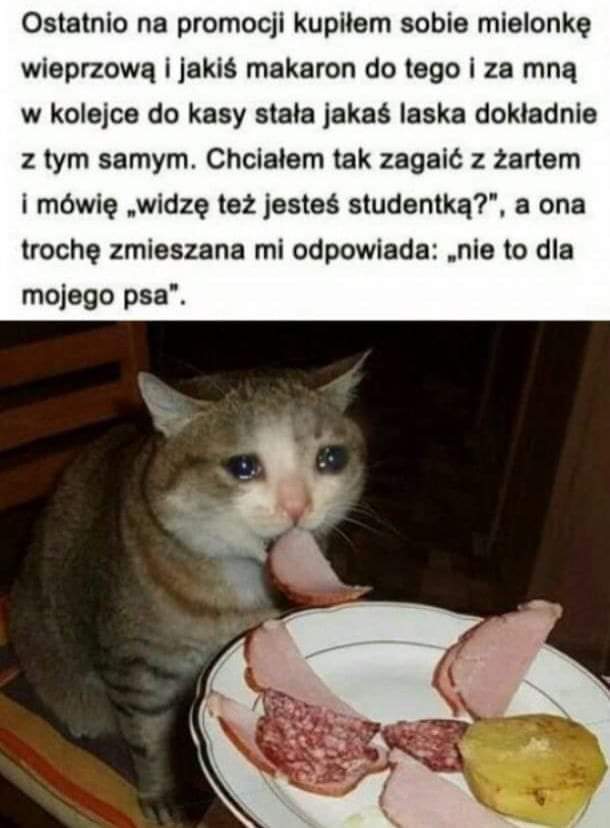 Ostatnio na promocji kupiłem sobie mielonkę
wieprzową i jakiś makaron do tego i za mną
w kolejce do kasy stała jakaś laska dokładnie
z tym samym. Chciałem tak zagaić z żartem
i mówię „widzę też jesteś studentką?", a ona
trochę zmieszana mi odpowiada: „nie to dla
mojego psa".